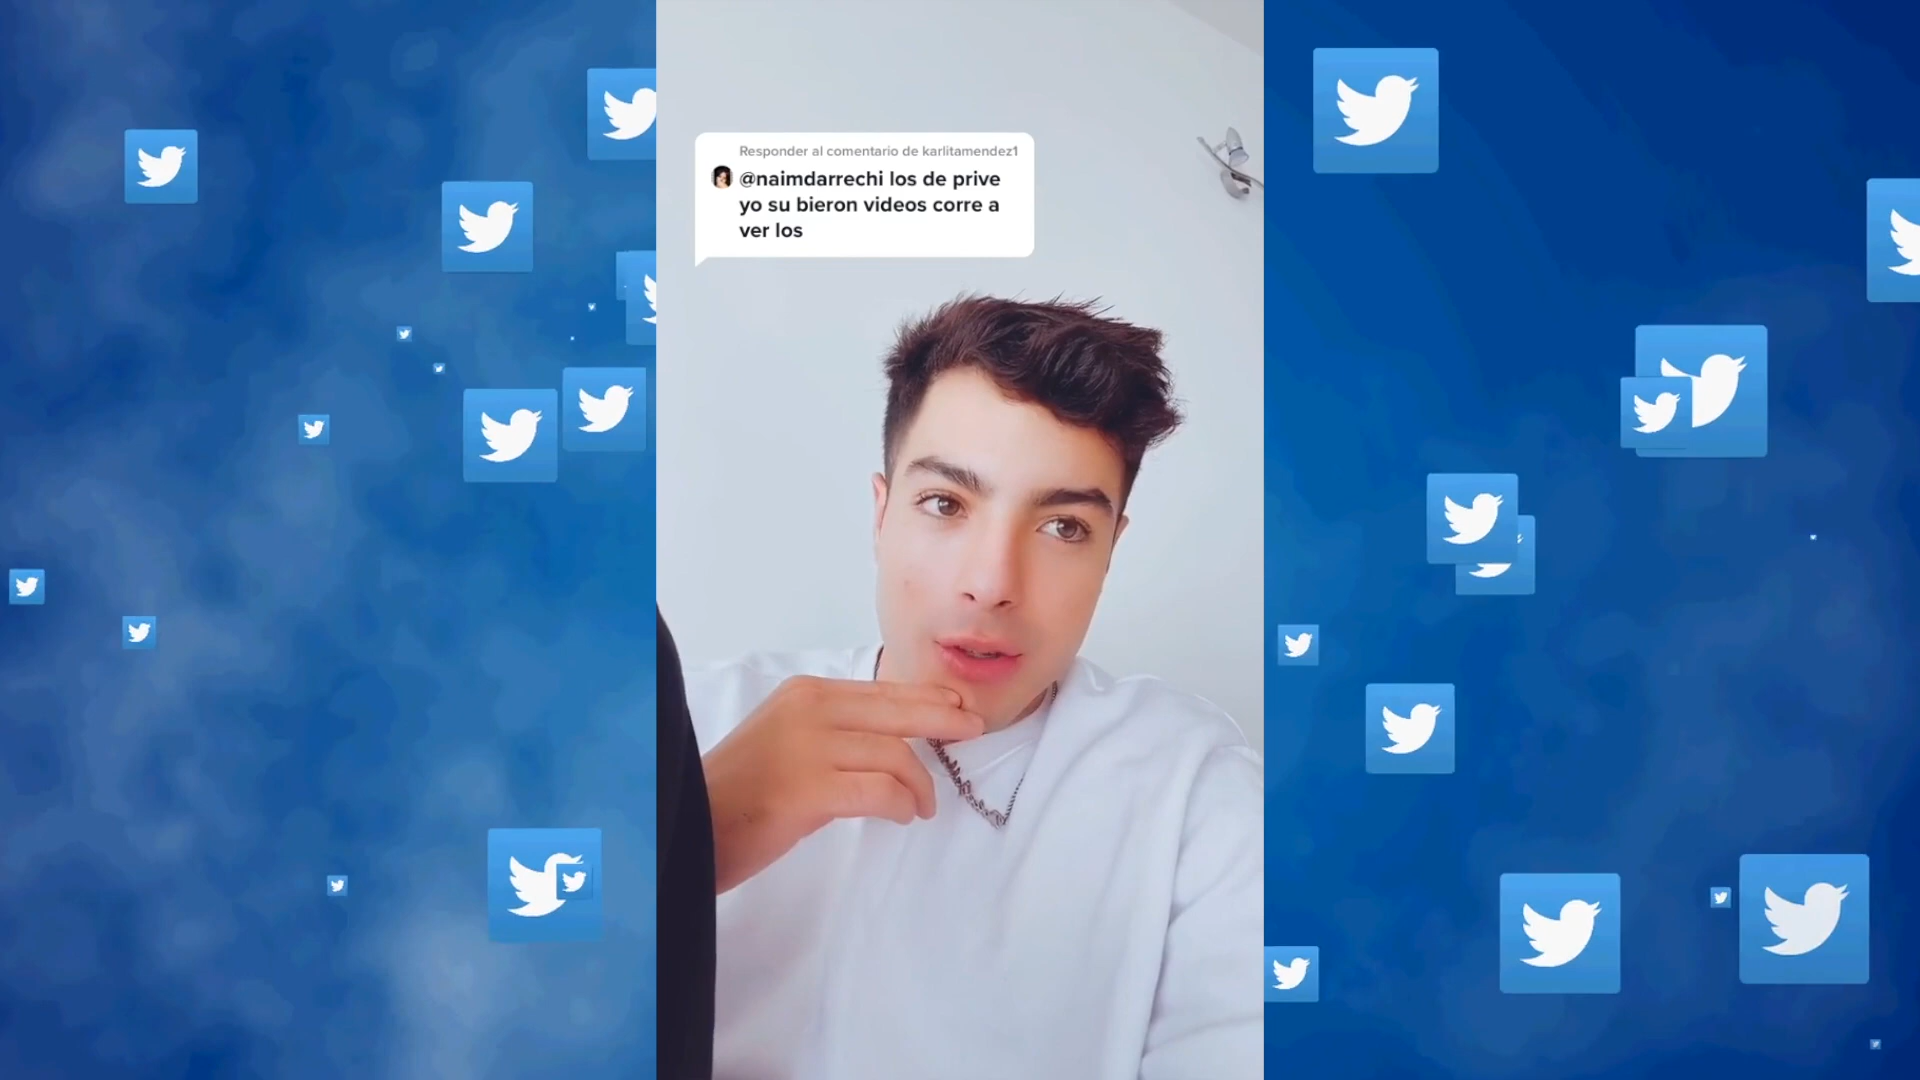 Responder al comentario de karlitamendez1
@naimdarrechi los de prive
yo su bieron videos corre a
ver los